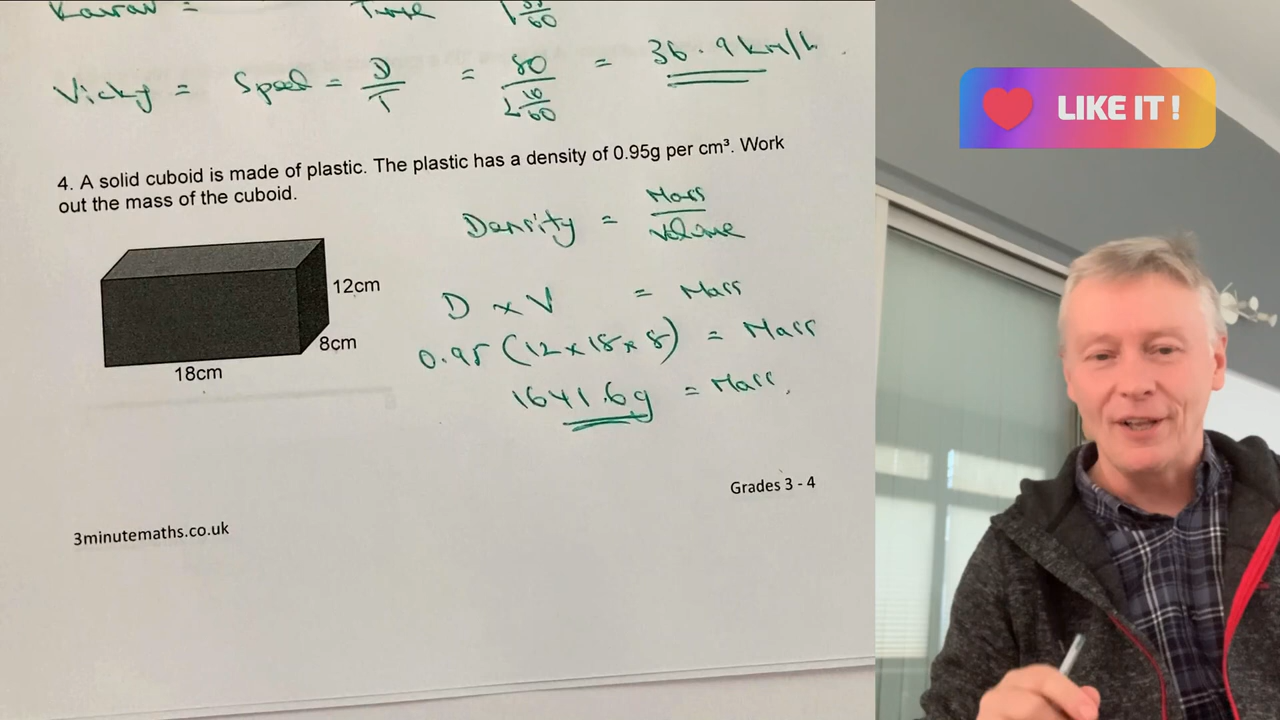 Time
Vicky = Speed = D/T = 80/2 10/60 = 36.9 km/h.
LIKE IT!
4. A solid cuboid is made of plastic. The plastic has a density of 0.95g per cm³. Work
out the mass of the cuboid.
Density = Mass/Volume
12cm
8cm
18cm
D × V = Mass
0.95 (12 × 18 × 8) = Mass
1641.6g = Mass.
Grades 3 - 4
3minutemaths.co.uk